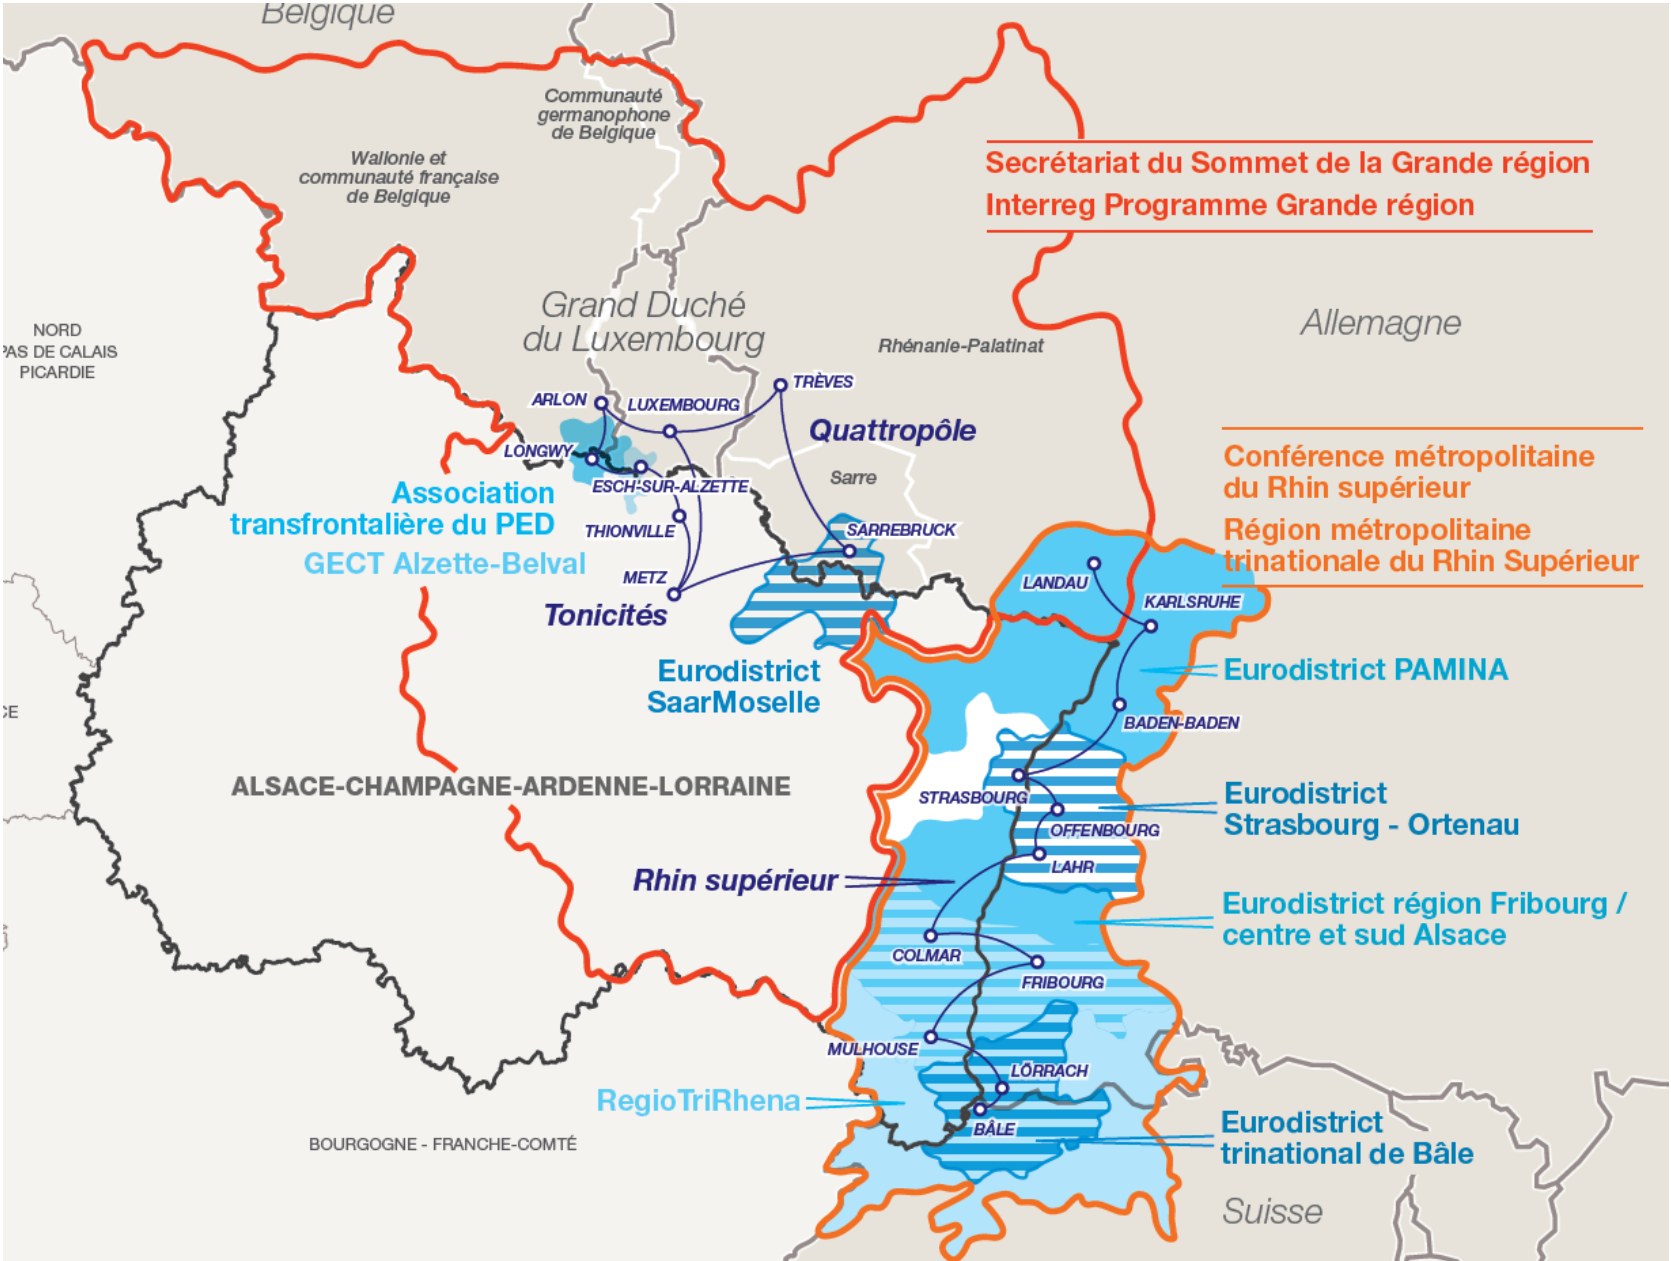 Belgique
Communauté
germanophone
de Belgique
Wallonie et
communauté française
de Belgique
Secrétariat du Sommet de la Grande région
Interreg Programme Grande région
Grand Duché
du Luxembourg
Allemagne
NORD
PAS DE CALAIS
PICARDIE
Rhénanie-Palatinat
TRÈVES
ARLON
LUXEMBOURG
Quattropôle
LONGWY
Sarre
ESCH-SUR-ALZETTE
Conférence métropolitaine
du Rhin supérieur
Région métropolitaine
trinationale du Rhin Supérieur
Association
transfrontalière du PED
GECT Alzette-Belval
THIONVILLE
SARREBRUCK
METZ
Tonicités
LANDAU
KARLSRUHE
Eurodistrict
SaarMoselle
Eurodistrict PAMINA
CE
BADEN-BADEN
ALSACE-CHAMPAGNE-ARDENNE-LORRAINE
STRASBOURG
Eurodistrict
Strasbourg - Ortenau
OFFENBOURG
LAHR
Rhin supérieur
Eurodistrict région Fribourg /
centre et sud Alsace
COLMAR
FRIBOURG
MULHOUSE
LÖRRACH
RegioTriRhena
BÂLE
Eurodistrict
trinational de Bâle
BOURGOGNE - FRANCHE-COMTÉ
Suisse